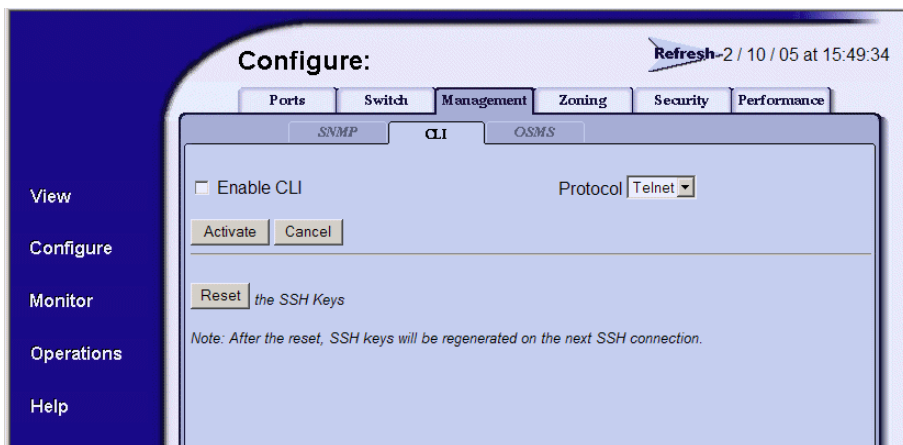 Configure:
Refresh-2 / 10 / 05 at 15:49:34
Ports Switch Management Zoning Security Performance
SNMP CLI OSMS
Enable CLI Protocol Telnet
View
Activate Cancel
Configure
Reset the SSH Keys
Monitor
Note: After the reset, SSH keys will be regenerated on the next SSH connection.
Operations
Help